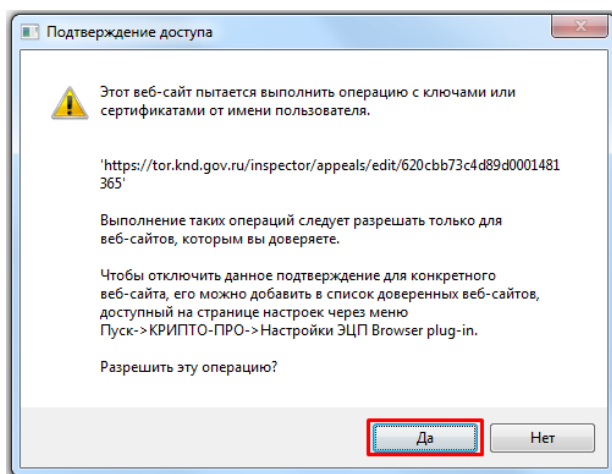 Подтверждение доступа
Этот веб-сайт пытается выполнить операцию с ключами или
сертификатами от имени пользователя.
'https://tor.knd.gov.ru/inspector/appeals/edit/620cbb73c4d89d0001481
365'
Выполнение таких операций следует разрешать только для
веб-сайтов, которым вы доверяете.
Чтобы отключить данное подтверждение для конкретного
веб-сайта, его можно добавить в список доверенных веб-сайтов,
доступный на странице настроек через меню
Пуск->КРИПТО-ПРО->Настройки ЭЦП Browser plug-in.
Разрешить эту операцию?
Да
Нет